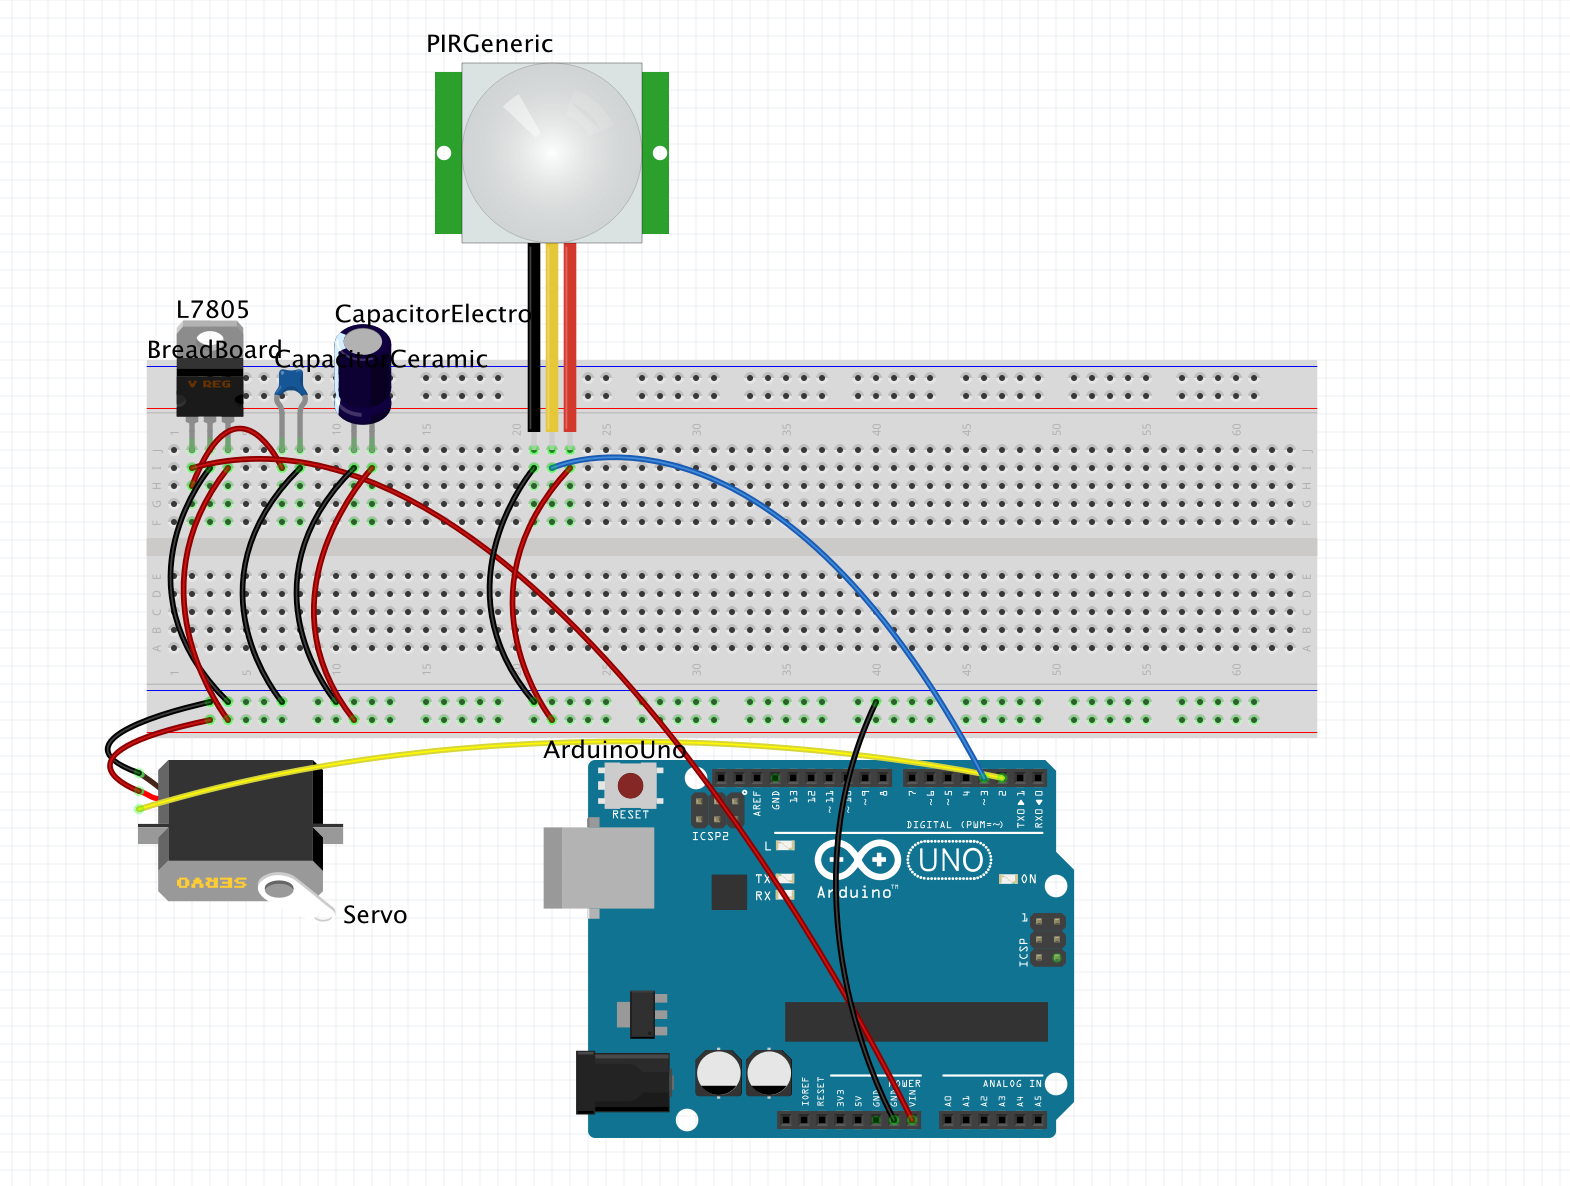 PIRGeneric
L7805
CapacitorElectro
BreadBoard
CapacitorCeramic
V REG
1 10 15 20 25 30 35 40 45 50 55 60
J J
I I
H H
G G
F F
E E
D D
C C
B B
A A
1 5 10 15 25 30 35 40 45 50 55 60
ArduinoUno
RESET
ICSP2
AREF
GND
13
12
~11
~10
~9
8
7
~6
~5
4
~3
2
TX0▶1
RX0◀0
DIGITAL (PWM=~)
L
TX
RX
UNO
Arduino™
ON
1
ICSP
SERVO
Servo
IOREF
RESET
3V3
5V
GND
GND
VIN
POWER
ANALOG IN
A0
A1
A2
A3
A4
A5